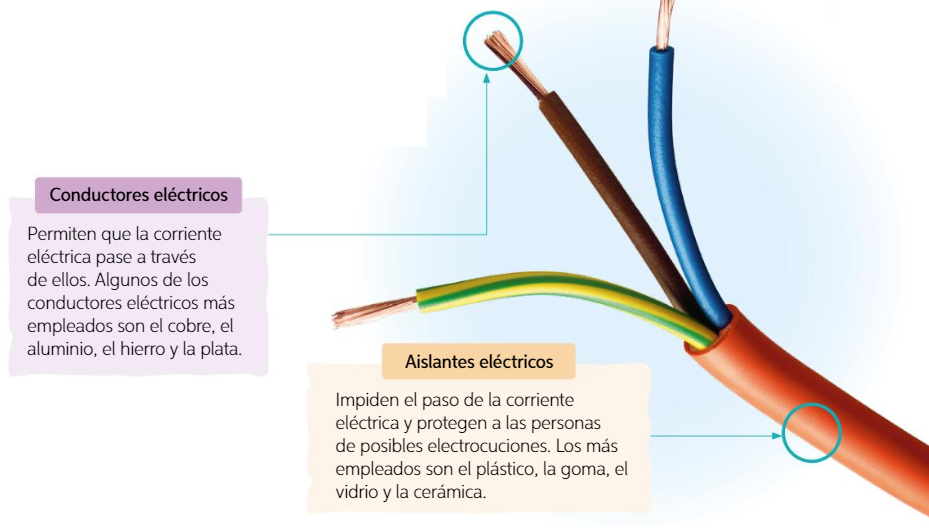 Conductores eléctricos
Permiten que la corriente
eléctrica pase a través
de ellos. Algunos de los
conductores eléctricos más
empleados son el cobre, el
aluminio, el hierro y la plata.
Aislantes eléctricos
Impiden el paso de la corriente
eléctrica y protegen a las personas
de posibles electrocuciones. Los más
empleados son el plástico, la goma, el
vidrio y la cerámica.